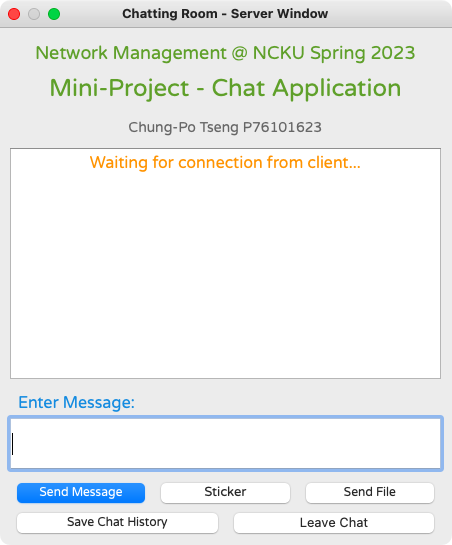 Chatting Room - Server Window
Network Management @ NCKU Spring 2023
Mini-Project - Chat Application
Chung-Po Tseng P76101623
Waiting for connection from client...
Enter Message:
Send Message Sticker Send File
Save Chat History Leave Chat